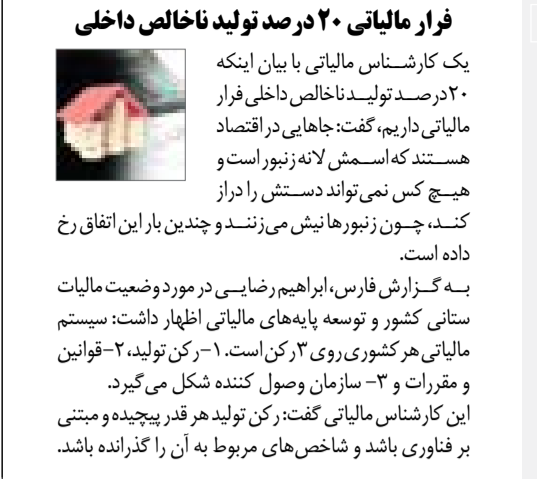 فرار مالیاتی ۲۰ درصد تولید ناخالص داخلی
یک کارشناس مالیاتی با بیان اینکه
۲۰درصد تولید ناخالص داخلی فرار
مالیاتی داریم، گفت: جاهایی در اقتصاد
هستند که اسمش لانه زنبور است و
هیچ کس نمی‌تواند دستش را دراز
کند، چون زنبورها نیش می‌زنند و چندین بار این اتفاق رخ
داده است.
به گزارش فارس، ابراهیم رضایی در مورد وضعیت مالیات
ستانی کشور و توسعه پایه‌های مالیاتی اظهار داشت: سیستم
مالیاتی هر کشوری روی ۳ رکن است. ۱- رکن تولید، ۲- قوانین
و مقررات و ۳- سازمان وصول کننده شکل می‌گیرد.
این کارشناس مالیاتی گفت: رکن تولید هر قدر پیچیده و مبتنی
بر فناوری باشد و شاخص‌های مربوط به آن را گذرانده باشد.